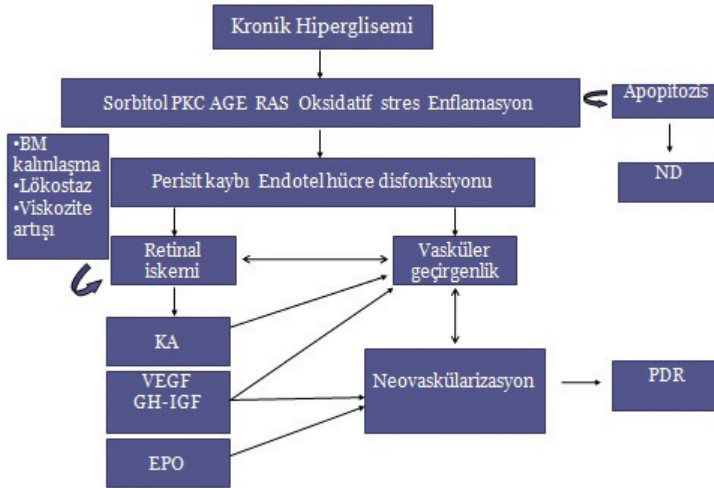 Kronik Hiperglisemi
Sorbitol PKC AGE RAS Oksidatif stres Enflamasyon
Apopitozis
•BM
kalınlaşma
•Lökostaz
•Viskozite
artışı
Perisit kaybı Endotel hücre disfonksiyonu
ND
Retinal
iskemi
Vasküler
geçirgenlik
KA
VEGF
GH-IGF
Neovaskülarizasyon
PDR
EPO